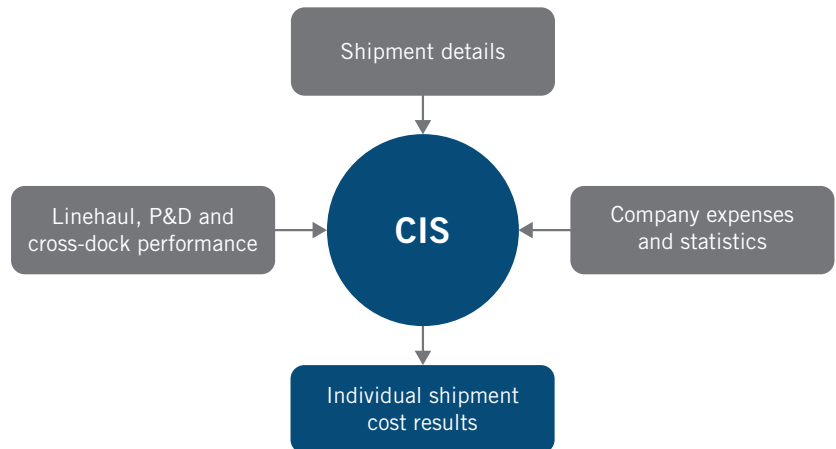 Shipment details
Linehaul, P&D and
cross-dock performance
CIS
Company expenses
and statistics
Individual shipment
cost results